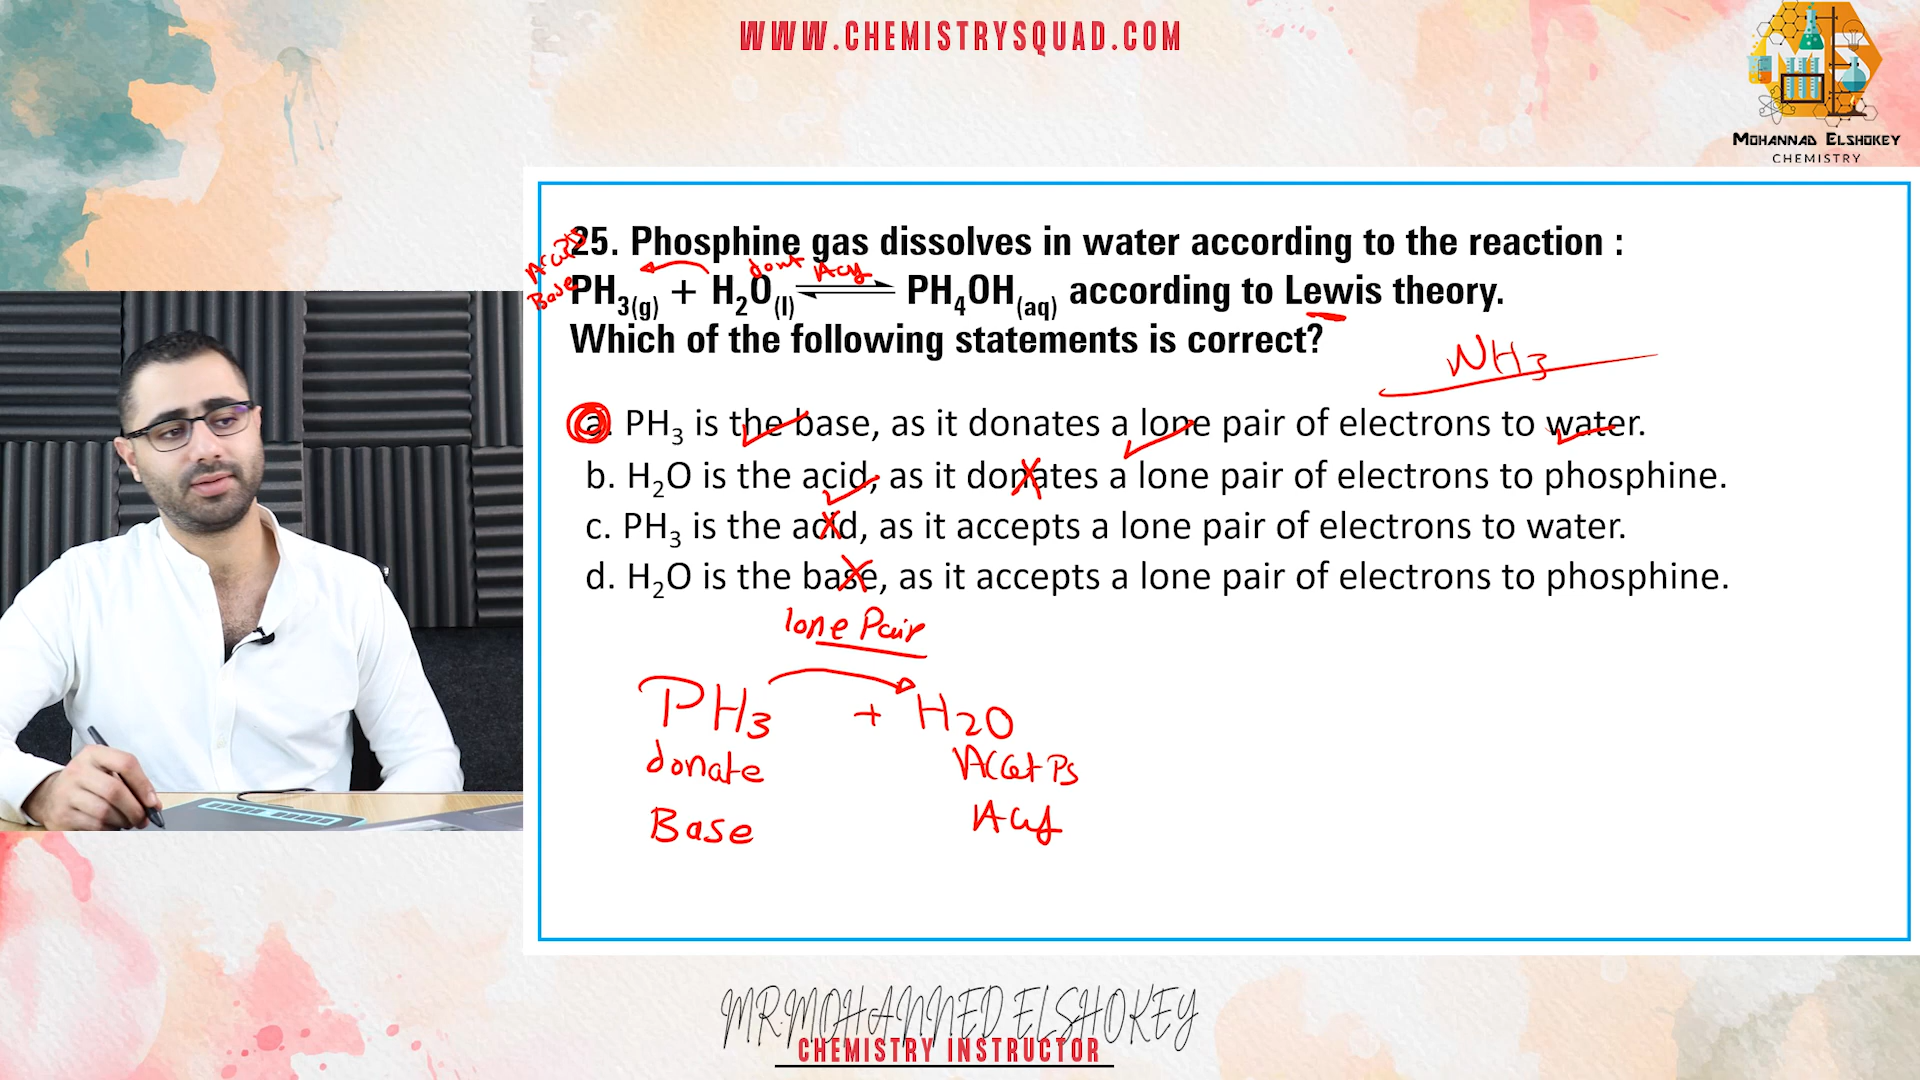 WWW.CHEMISTRYSQUAD.COM
MS
MOHANNAD ELSHOKEY
CHEMISTRY
25. Phosphine gas dissolves in water according to the reaction :
Base
PH₃(g) + H₂O(l) ⇌ PH₄OH(aq) according to Lewis theory.
Which of the following statements is correct?
NH₃
a. PH₃ is the base, as it donates a lone pair of electrons to water.
b. H₂O is the acid, as it donates a lone pair of electrons to phosphine.
c. PH₃ is the acid, as it accepts a lone pair of electrons to water.
d. H₂O is the base, as it accepts a lone pair of electrons to phosphine.
lone Pair
PH₃ + H₂O
donate
Base
MR.MOHANNED ELSHOKEY
CHEMISTRY INSTRUCTOR